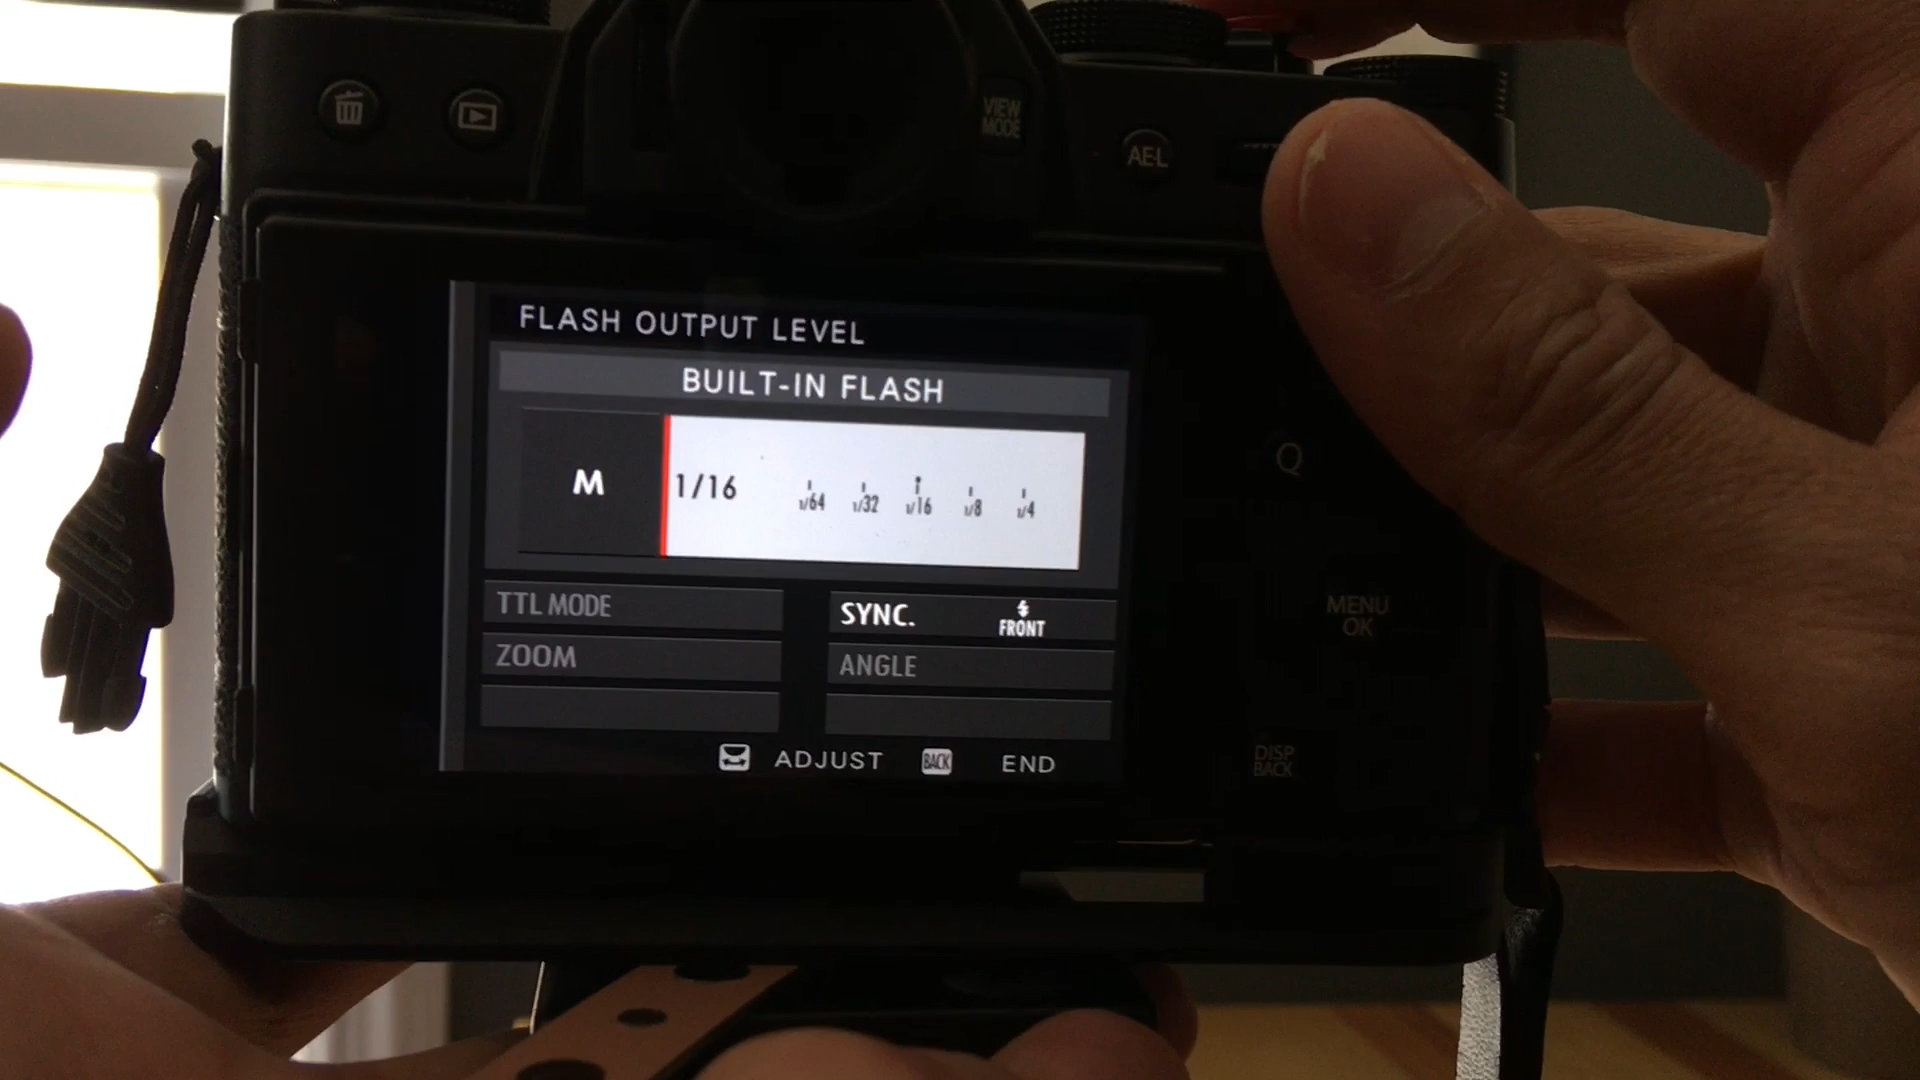 VIEW
MODE
AE-L
FLASH OUTPUT LEVEL
BUILT-IN FLASH
M 1/16 1/64 1/32 1/16 1/8 1/4
Q
TTL MODE SYNC. FRONT
MENU
OK
ZOOM ANGLE
ADJUST BACK END
DISP
BACK